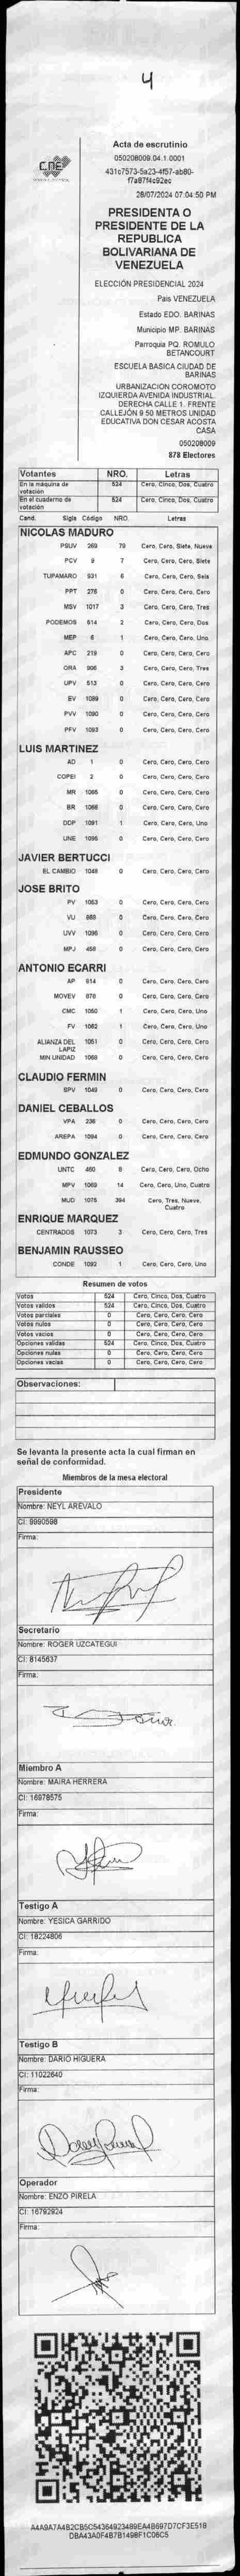 4
CNE
Acta de escrutinio
050208009.04.1.0001
431c7573-5a23-4f57-ab80-
f7a87f4c92ec
28/07/2024 07:04:50 PM
PRESIDENTA O
PRESIDENTE DE LA
REPUBLICA
BOLIVARIANA DE
VENEZUELA
ELECCIÓN PRESIDENCIAL 2024
Pais VENEZUELA
Estado EDO. BARINAS
Municipio MP. BARINAS
Parroquia PQ. ROMULO
BETANCOURT
ESCUELA BASICA CIUDAD DE
BARINAS
URBANIZACION COROMOTO
IZQUIERDA AVENIDA INDUSTRIAL.
DERECHA CALLE 1. FRENTE
CALLEJÓN 9 50 METROS UNIDAD
EDUCATIVA DON CESAR ACOSTA
CASA
050208009
878 Electores
Votantes NRO. Letras
En la máquina de votación 524 Cero, Cinco, Dos, Cuatro
En el cuaderno de votación 524 Cero, Cinco, Dos, Cuatro
Cand. Sigla Código NRO. Letras
NICOLAS MADURO
PSUV 269 79 Cero, Cero, Siete, Nueve
PCV 9 7 Cero, Cero, Cero, Siete
TUPAMARO 931 6 Cero, Cero, Cero, Seis
PPT 276 0 Cero, Cero, Cero, Cero
MSV 1017 3 Cero, Cero, Cero, Tres
PODEMOS 514 2 Cero, Cero, Cero, Dos
MEP 6 1 Cero, Cero, Cero, Uno
APC 219 0 Cero, Cero, Cero, Cero
ORA 906 3 Cero, Cero, Cero, Tres
UPV 513 0 Cero, Cero, Cero, Cero
EV 1089 0 Cero, Cero, Cero, Cero
PVV 1090 0 Cero, Cero, Cero, Cero
PFV 1093 0 Cero, Cero, Cero, Cero
LUIS MARTINEZ
AD 1 0 Cero, Cero, Cero, Cero
COPEI 2 0 Cero, Cero, Cero, Cero
MR 1065 0 Cero, Cero, Cero, Cero
BR 1086 0 Cero, Cero, Cero, Cero
DDP 1091 1 Cero, Cero, Cero, Uno
UNE 1095 0 Cero, Cero, Cero, Cero
JAVIER BERTUCCI
EL CAMBIO 1048 0 Cero, Cero, Cero, Cero
JOSE BRITO
PV 1053 0 Cero, Cero, Cero, Cero
VU 868 0 Cero, Cero, Cero, Cero
UVV 1096 0 Cero, Cero, Cero, Cero
MPJ 458 0 Cero, Cero, Cero, Cero
ANTONIO ECARRI
AP 914 0 Cero, Cero, Cero, Cero
MOVEV 978 0 Cero, Cero, Cero, Cero
CMC 1050 1 Cero, Cero, Cero, Uno
FV 1062 1 Cero, Cero, Cero, Uno
ALIANZA DEL LAPIZ 1051 0 Cero, Cero, Cero, Cero
MIN UNIDAD 1068 0 Cero, Cero, Cero, Cero
CLAUDIO FERMIN
SPV 1049 0 Cero, Cero, Cero, Cero
DANIEL CEBALLOS
VPA 236 0 Cero, Cero, Cero, Cero
AREPA 1094 0 Cero, Cero, Cero, Cero
EDMUNDO GONZALEZ
UNTC 460 8 Cero, Cero, Cero, Ocho
MPV 1069 14 Cero, Cero, Uno, Cuatro
MUD 1076 394 Cero, Tres, Nueve, Cuatro
ENRIQUE MARQUEZ
CENTRADOS 1073 3 Cero, Cero, Cero, Tres
BENJAMIN RAUSSEO
CONDE 1092 1 Cero, Cero, Cero, Uno
Resumen de votos
Votos 524 Cero, Cinco, Dos, Cuatro
Votos validos 524 Cero, Cinco, Dos, Cuatro
Votos parciales 0 Cero, Cero, Cero, Cero
Votos nulos 0 Cero, Cero, Cero, Cero
Votos vacios 0 Cero, Cero, Cero, Cero
Opciones validas 524 Cero, Cinco, Dos, Cuatro
Opciones nulas 0 Cero, Cero, Cero, Cero
Opciones vacias 0 Cero, Cero, Cero, Cero
Observaciones:
Se levanta la presente acta la cual firman en
señal de conformidad.
Miembros de la mesa electoral
Presidente
Nombre: NEYL AREVALO
CI: 9990598
Firma:
Secretario
Nombre: ROGER UZCATEGUI
CI: 8145637
Firma:
Miembro A
Nombre: MAIRA HERRERA
CI: 16978575
Firma:
Testigo A
Nombre: YESICA GARRIDO
CI: 18224806
Firma:
Testigo B
Nombre: DARIO HIGUERA
CI: 11022640
Firma:
Operador
Nombre: ENZO PIRELA
CI: 16792924
Firma:
A4A9A7A4B2CB5C54364923489EA4B697D7CF3E518
DBA43A0F4B7B1498F1C06C5